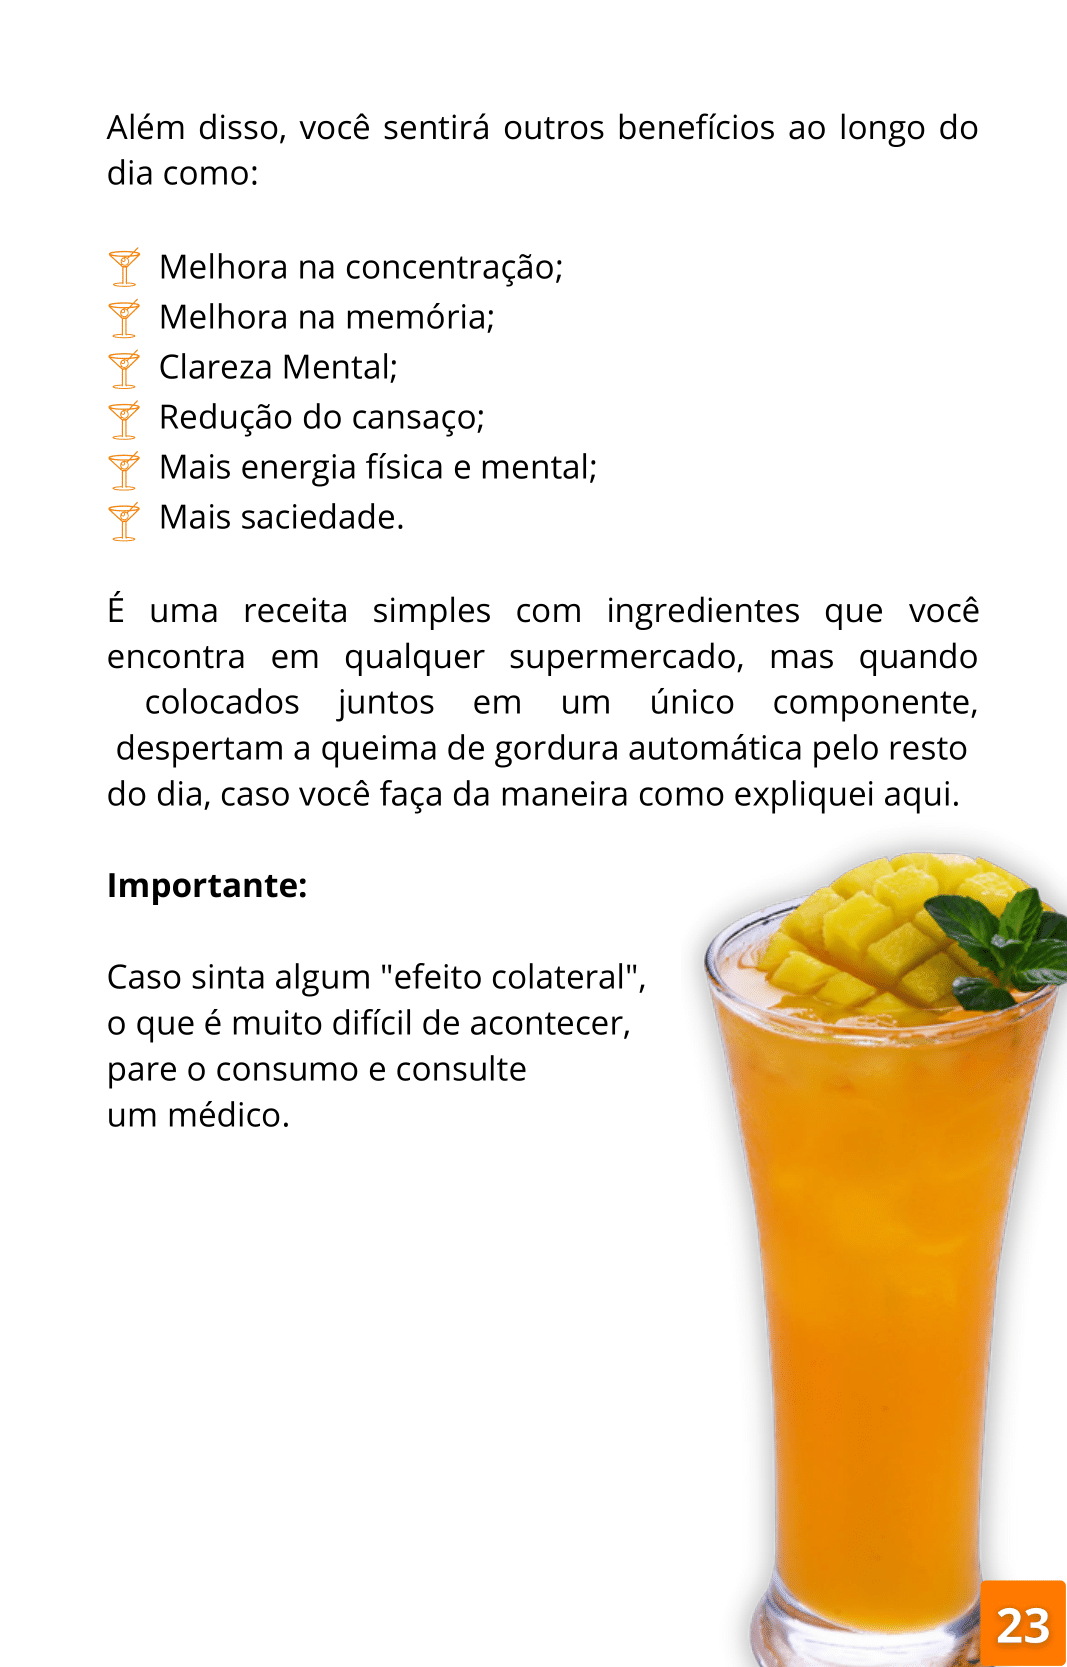 Além disso, você sentirá outros benefícios ao longo do
dia como:
Melhora na concentração;
Melhora na memória;
Clareza Mental;
Redução do cansaço;
Mais energia física e mental;
Mais saciedade.
É uma receita simples com ingredientes que você
encontra em qualquer supermercado, mas quando
colocados juntos em um único componente,
despertam a queima de gordura automática pelo resto
do dia, caso você faça da maneira como expliquei aqui.
Importante:
Caso sinta algum "efeito colateral",
o que é muito difícil de acontecer,
pare o consumo e consulte
um médico.
23